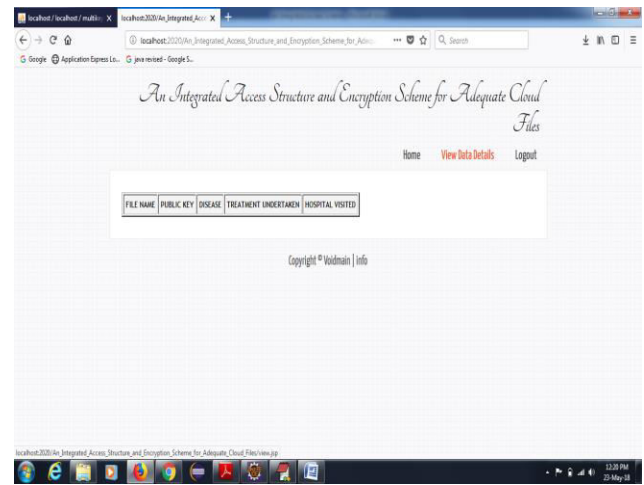 localhost / localhost / multi
localhost:2020/An_Integrated_Acce
localhost:2020/An_Integrated_Access_Structure_and_Encryption_Scheme_for_Adeq
Search
Google
Application Express Lo...
java revised - Google S...
An Integrated Access Structure and Encryption Scheme for Adequate Cloud
Files
Home View Data Details Logout
FILE NAME PUBLIC KEY DISEASE TREATMENT UNDERTAKEN HOSPITAL VISITED
Copyright © Voidmain | info
localhost:2020/An_Integrated_Access_Structure_and_Encryption_Scheme_for_Adequate_Cloud_Files/view.jsp
12:20 PM
23-May-18